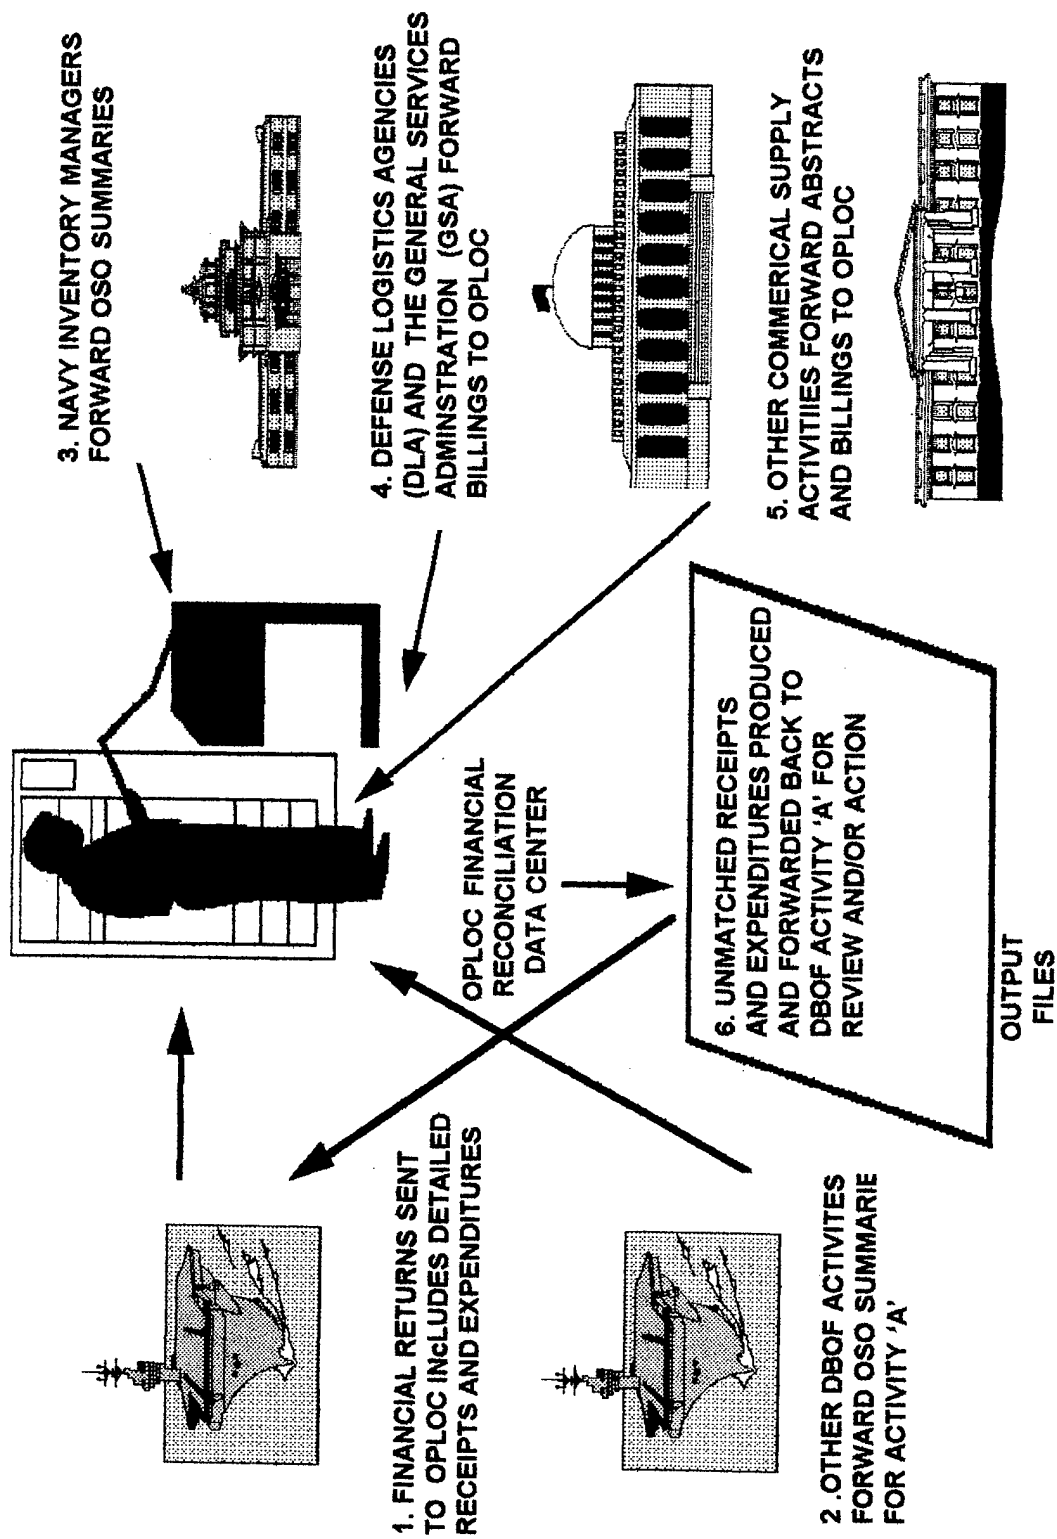 1. FINANCIAL RETURNS SENT
TO OPLOC INcLUDES DETAILED
RECEIPTS AND EXPENDITURES
2 .OTHER DBOF ACTIVITES
FORWARD OSO SUMMARIE
FOR ACTIVITY 'A'
OPLOC FINANCIAL
RECONCILIATION
DATA CENTER
3. NAVY INVENTORY MANAGERS
FORWARD OSO SUMMARIES
4. DEFENSE LOGISTICS AGENCIES
(DLA) AND THE GENERAL SERVICES
ADMINSTRATION (GSA) FORWARD
BILLINGS TO OPLOC
5. OTHER COMMERICAL SUPPLY
ACTIVITIES FORWARD ABSTRACTS
AND BILLINGS TO OPLOC
6. UNMATCHED RECEIPTS
AND EXPENDITURES PRODUCED
AND FORWARDED BACK TO
DBOF ACTIVITY 'A' FOR
REVIEW AND/OR ACTION
OUTPUT
FILES